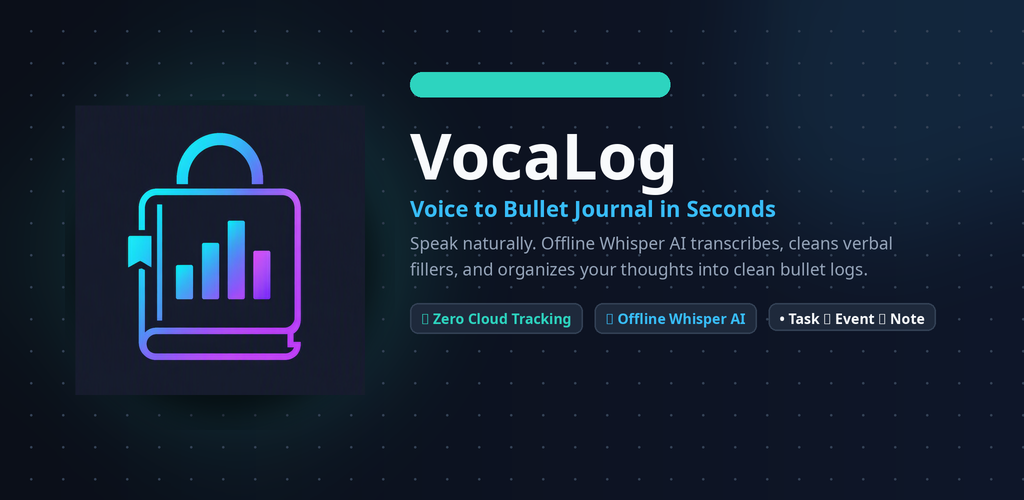 VocaLog
Voice to Bullet Journal in Seconds
Speak naturally. Offline Whisper AI transcribes, cleans verbal
fillers, and organizes your thoughts into clean bullet logs.
Zero Cloud Tracking
Offline Whisper AI
• Task Event Note